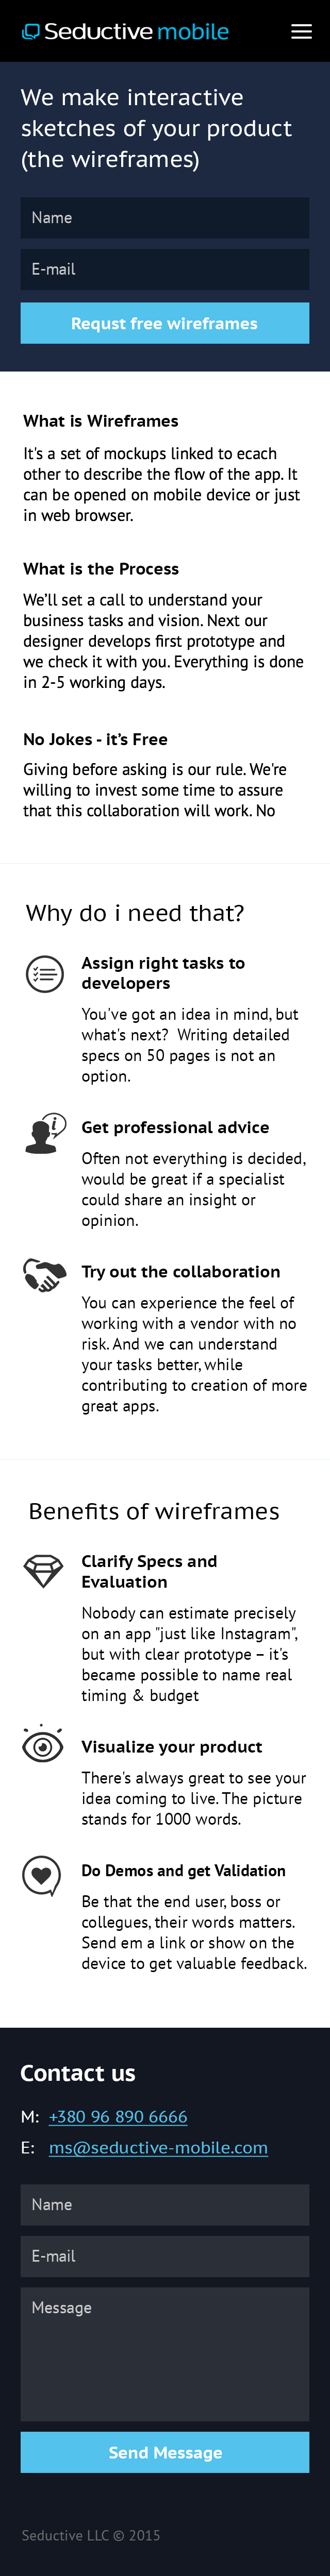 Seductive mobile
We make interactive
sketches of your product
(the wireframes)
Name
E-mail
Requst free wireframes
What is Wireframes
It's a set of mockups linked to ecach
other to describe the flow of the app. It
can be opened on mobile device or just
in web browser.
What is the Process
We'll set a call to understand your
business tasks and vision. Next our
designer develops first prototype and
we check it with you. Everything is done
in 2-5 working days.
No Jokes - it's Free
Giving before asking is our rule. We're
willing to invest some time to assure
that this collaboration will work. No
Why do i need that?
Assign right tasks to
developers
You've got an idea in mind, but
what's next?  Writing detailed
specs on 50 pages is not an
option.
Get professional advice
Often not everything is decided,
would be great if a specialist
could share an insight or
opinion.
Try out the collaboration
You can experience the feel of
working with a vendor with no
risk. And we can understand
your tasks better, while
contributing to creation of more
great apps.
Benefits of wireframes
Clarify Specs and
Evaluation
Nobody can estimate precisely
on an app "just like Instagram",
but with clear prototype – it's
became possible to name real
timing & budget
Visualize your product
There's always great to see your
idea coming to live. The picture
stands for 1000 words.
Do Demos and get Validation
Be that the end user, boss or
collegues, their words matters.
Send em a link or show on the
device to get valuable feedback.
Contact us
M: +380 96 890 6666
E: ms@seductive-mobile.com
Name
E-mail
Message
Send Message
Seductive LLC © 2015